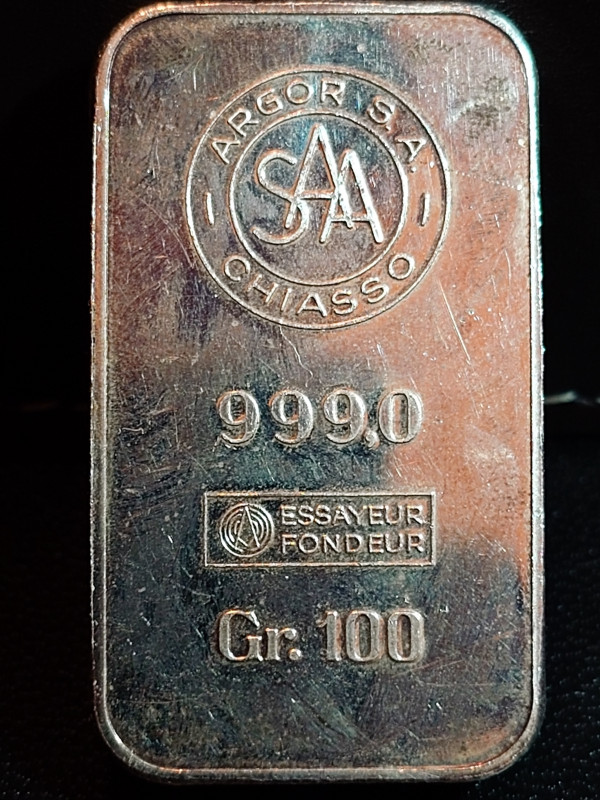 ARGOR S.A.
SAA
CHIASSO
999,0
ESSAYEUR
FONDEUR
Gr. 100